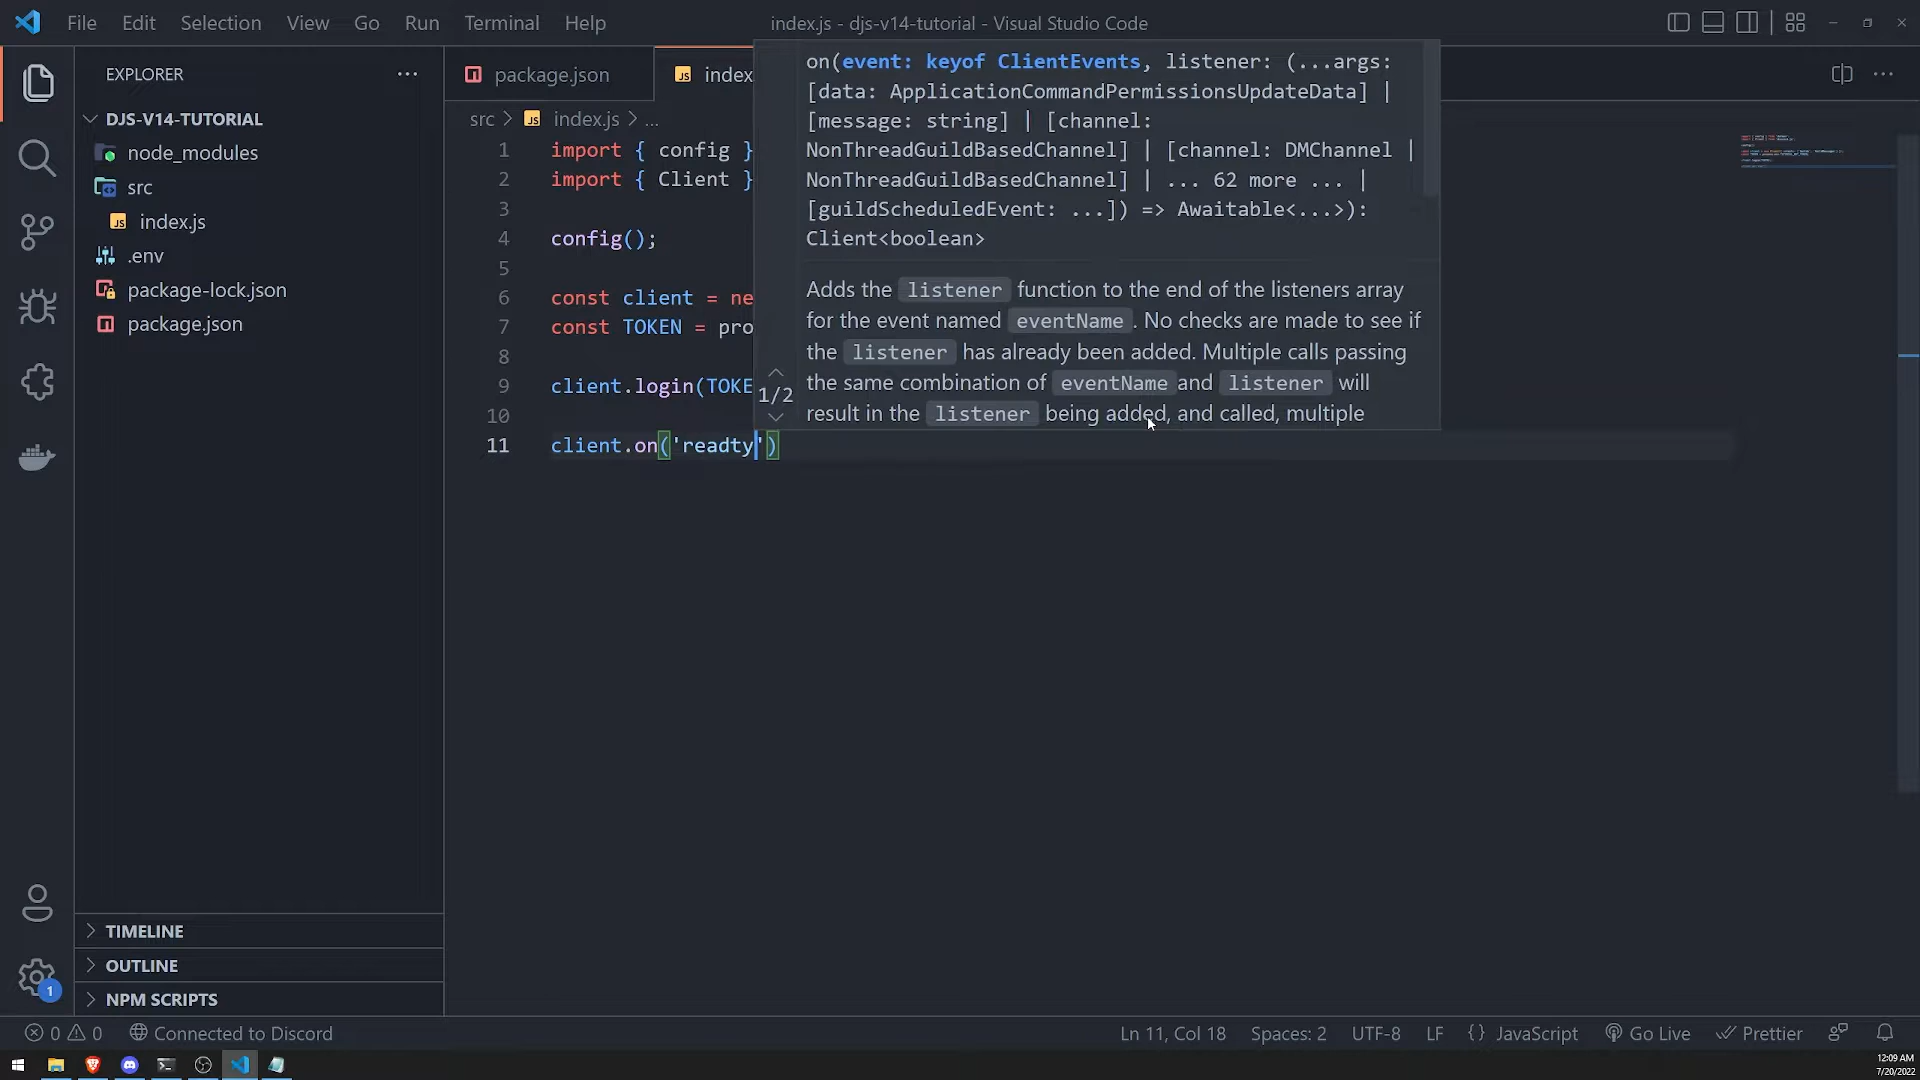 File Edit Selection View Go Run Terminal Help index.js - djs-v14-tutorial - Visual Studio Code
EXPLORER
DJS-V14-TUTORIAL
node_modules
src
index.js
.env
package-lock.json
package.json
TIMELINE
OUTLINE
NPM SCRIPTS
1
package.json index
src > index.js > ...
1 import { config }
2 import { Client }
3
4 config();
5
6 const client = ne
7 const TOKEN = pro
8
9 client.login(TOKE
10
11 client.on('readty')
on(event: keyof ClientEvents, listener: (...args:
[data: ApplicationCommandPermissionsUpdateData] |
[message: string] | [channel:
NonThreadGuildBasedChannel] | [channel: DMChannel |
NonThreadGuildBasedChannel] | ... 62 more ... |
[guildScheduledEvent: ...]) => Awaitable<...>):
Client<boolean>
Adds the listener function to the end of the listeners array
for the event named eventName. No checks are made to see if
the listener has already been added. Multiple calls passing
the same combination of eventName and listener will
result in the listener being added, and called, multiple
1/2
0 0 Connected to Discord Ln 11, Col 18 Spaces: 2 UTF-8 LF {} JavaScript Go Live Prettier
12:09 AM
7/20/2022